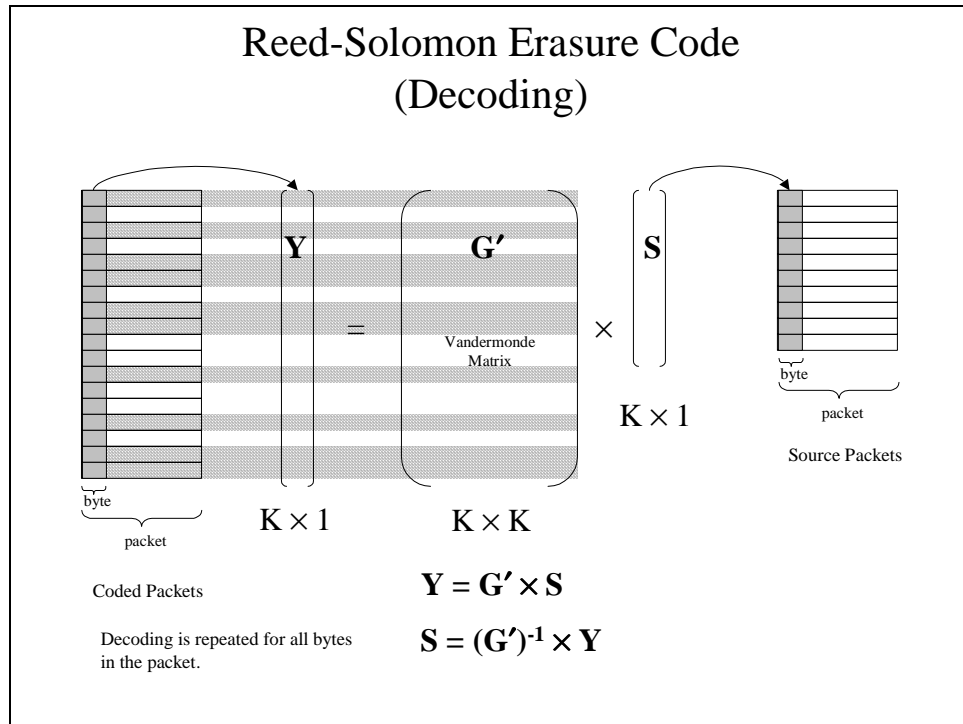 Reed-Solomon Erasure Code
(Decoding)
Y
=
G′
Vandermonde
Matrix
×
S
byte
packet
K × 1
Source Packets
byte
packet
K × 1
K × K
Coded Packets
Y = G′ × S
Decoding is repeated for all bytes
in the packet.
S = (G′)-1 × Y